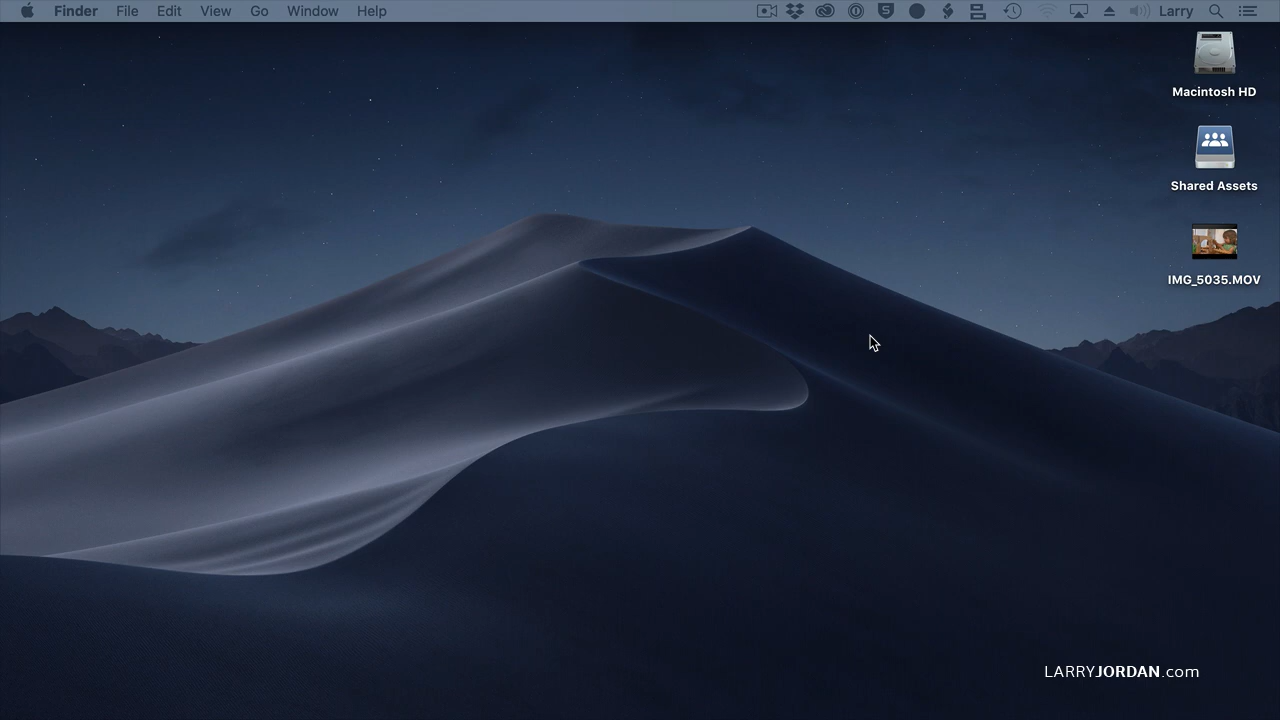 Finder File Edit View Go Window Help Larry
Macintosh HD
Shared Assets
IMG_5035.MOV
LARRYJORDAN.com